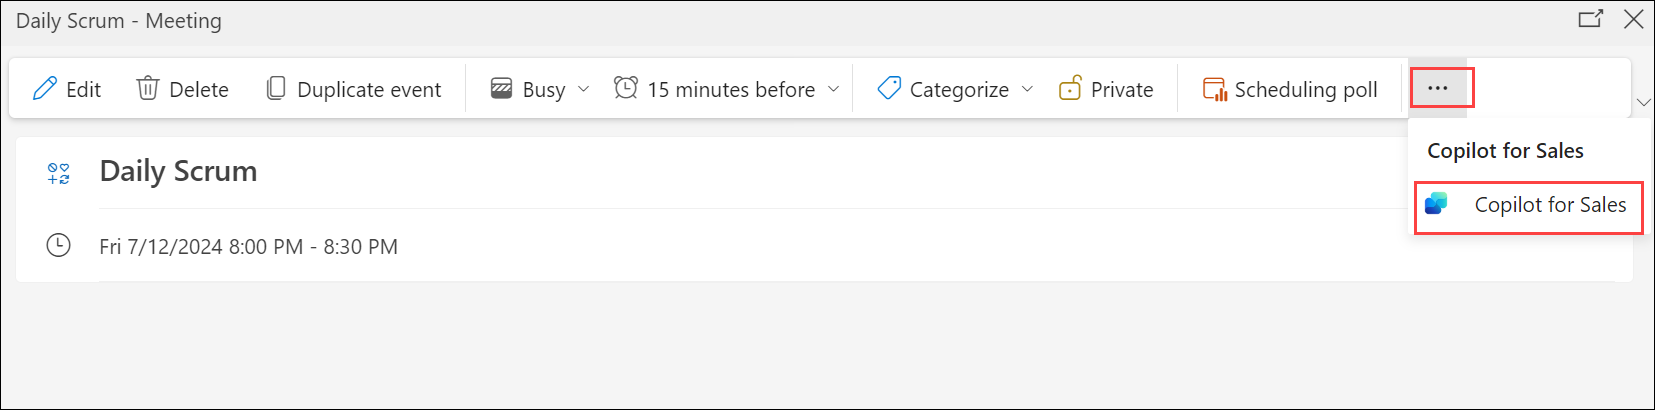 Daily Scrum - Meeting
Edit Delete Duplicate event Busy 15 minutes before Categorize Private Scheduling poll ...
Copilot for Sales
Daily Scrum
Copilot for Sales
Fri 7/12/2024 8:00 PM - 8:30 PM